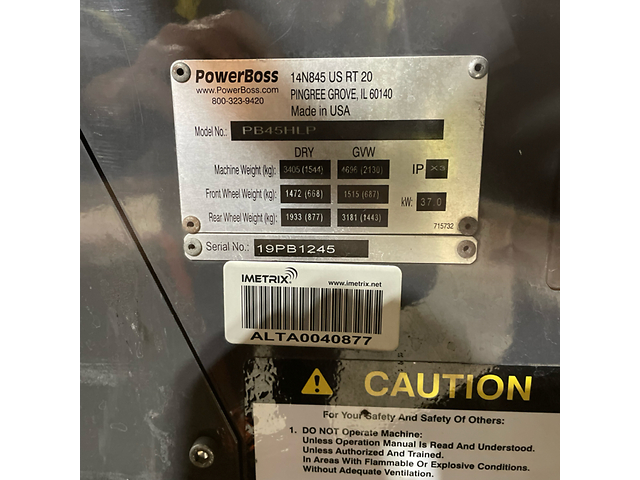 PowerBoss
www.PowerBoss.com
800-323-9420
14N845 US RT 20
PINGREE GROVE, IL 60140
Made in USA
Model No.: PB45HLP
DRY GVW
Machine Weight (kg): 3405 (1544) 4696 (2130) IP X3
Front Wheel Weight (kg): 1472 (668) 1515 (687) kW: 37.0
Rear Wheel Weight (kg): 1933 (877) 3181 (1443)
715732
Serial No.: 19PB1245
IMETRIX www.imetrix.net
ALTA0040877
CAUTION
For Your Safety And Safety Of Others:
1. DO NOT Operate Machine:
Unless Operation Manual Is Read And Understood.
Unless Authorized And Trained.
In Areas With Flammable Or Explosive Conditions.
Without Adequate Ventilation.